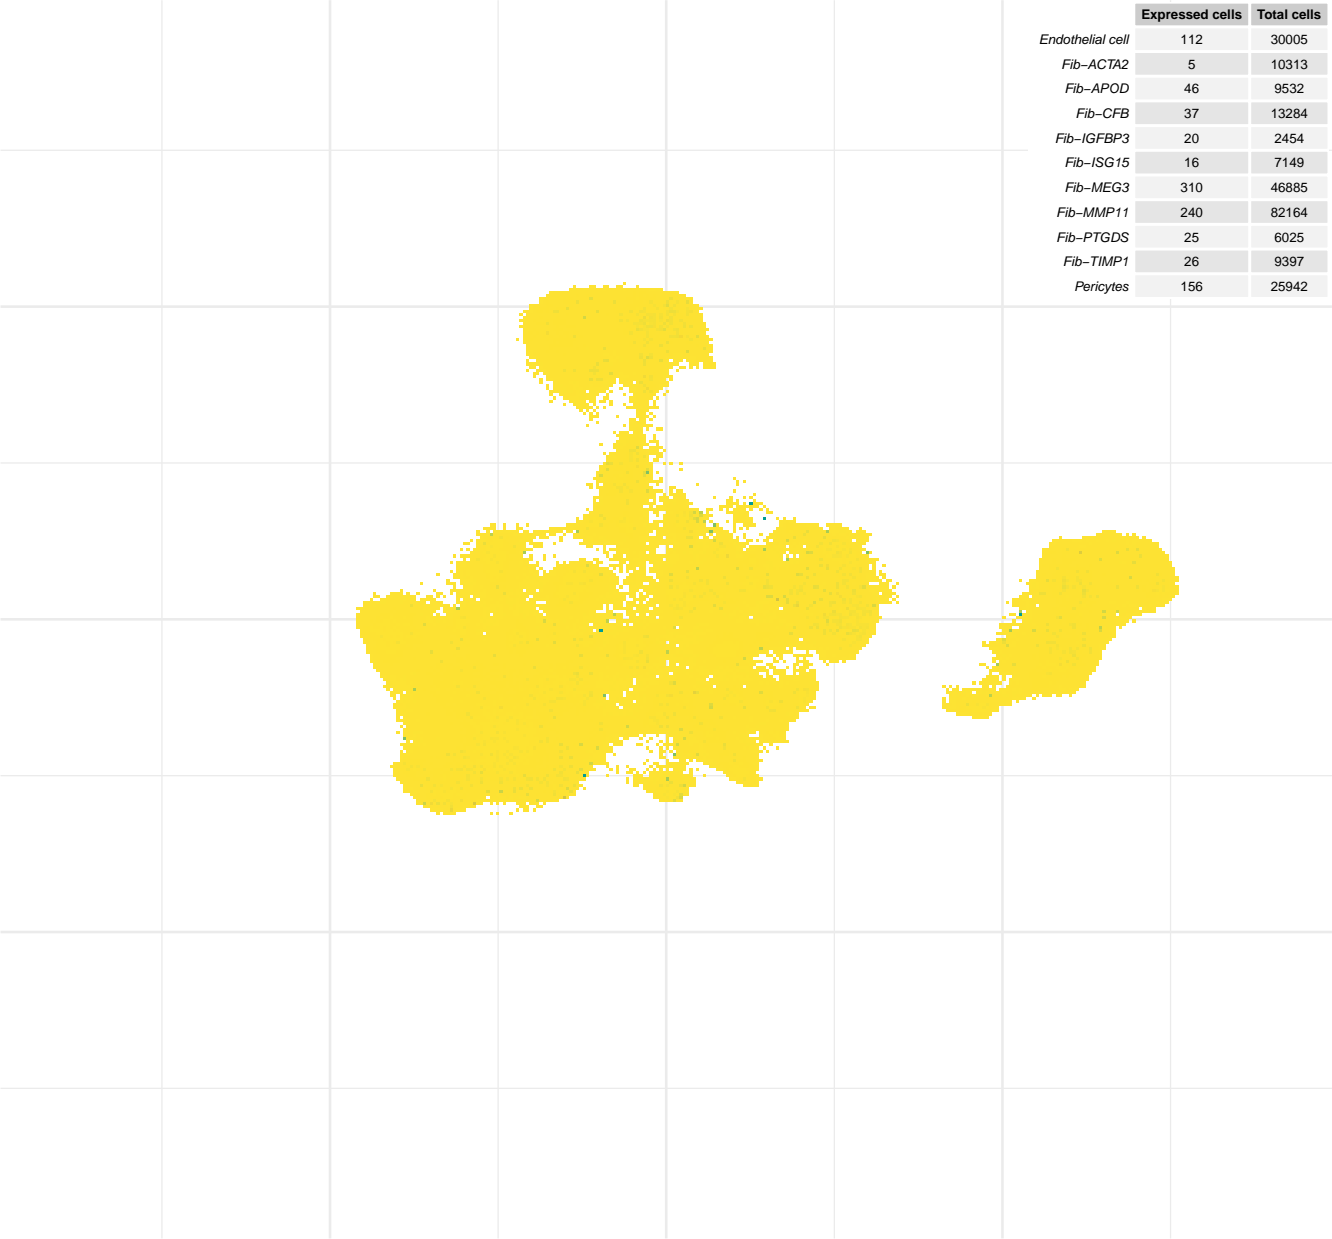 Expressed cells Total cells
Endothelial cell 112 30005
Fib−ACTA2 5 10313
Fib−APOD 46 9532
Fib−CFB 37 13284
Fib−IGFBP3 20 2454
Fib−ISG15 16 7149
Fib−MEG3 310 46885
Fib−MMP11 240 82164
Fib−PTGDS 25 6025
Fib−TIMP1 26 9397
Pericytes 156 25942